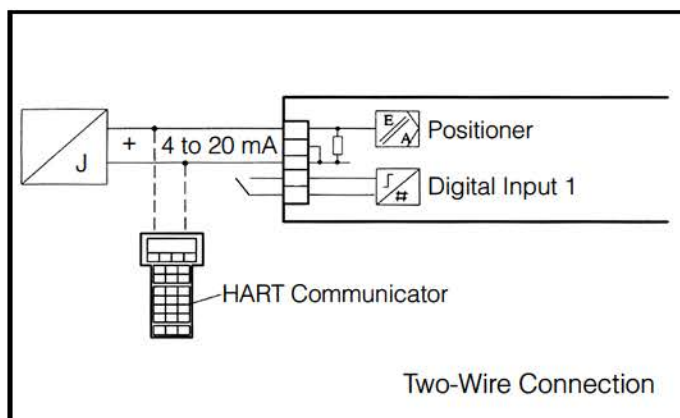 E
A
Positioner
J
+
4 to 20 mA
#
Digital Input 1
HART Communicator
Two-Wire Connection